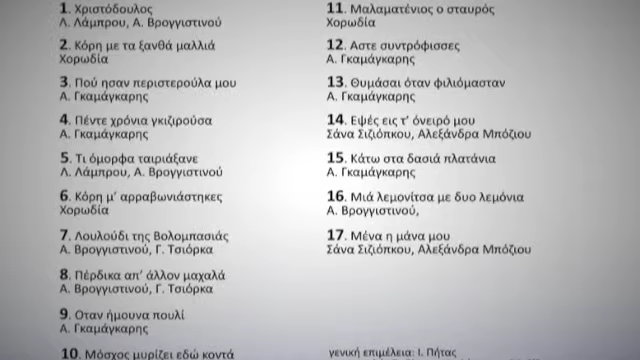 1. Χριστόδουλος
Λ. Λάμπρου, Α. Βρογγιστινού
2. Κόρη με τα ξανθά μαλλιά
Χορωδία
3. Πού ησαν περιστερούλα μου
Α. Γκαμάγκαρης
4. Πέντε χρόνια γκιζιρούσα
Α. Γκαμάγκαρης
5. Τι όμορφα ταιριάξανε
Λ. Λάμπρου, Α. Βρογγιστινού
6. Κόρη μ' αρραβωνιάστηκες
Χορωδία
7. Λουλούδι της Βολομπασιάς
Α. Βρογγιστινού, Γ. Τσιόρκα
8. Πέρδικα απ' άλλον μαχαλά
Α. Βρογγιστινού, Γ. Τσιόρκα
9. Οταν ήμουνα πουλί
Α. Γκαμάγκαρης
10. Μόσχος μυρίζει εδώ κοντά
11. Μαλαματένιος ο σταυρός
Χορωδία
12. Αστε συντρόφισσες
Α. Γκαμάγκαρης
13. Θυμάσαι όταν φιλιόμασταν
Α. Γκαμάγκαρης
14. Εψές εις τ' όνειρό μου
Σάνα Σιζιόπκου, Αλεξάνδρα Μπόζιου
15. Κάτω στα δασιά πλατάνια
Α. Γκαμάγκαρης
16. Μιά λεμονίτσα με δυο λεμόνια
Α. Βρογγιστινού,
17. Μένα η μάνα μου
Σάνα Σιζιόπκου, Αλεξάνδρα Μπόζιου
γενική επιμέλεια: Ι. Πήτας